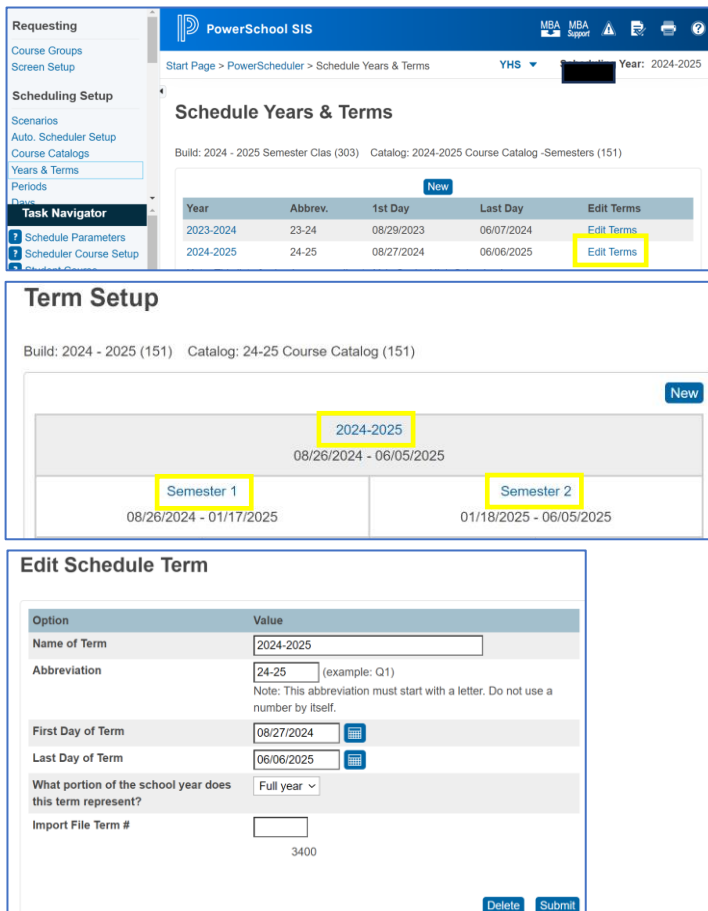 Requesting
Course Groups
Screen Setup
Scheduling Setup
Scenarios
Auto. Scheduler Setup
Course Catalogs
Years & Terms
Periods
Days
Task Navigator
Schedule Parameters
Scheduler Course Setup
PowerSchool SIS
MBA MBA Support
Start Page > PowerScheduler > Schedule Years & Terms YHS Year: 2024-2025
Schedule Years & Terms
Build: 2024 - 2025 Semester Clas (303) Catalog: 2024-2025 Course Catalog -Semesters (151)
New
Year Abbrev. 1st Day Last Day Edit Terms
2023-2024 23-24 08/29/2023 06/07/2024 Edit Terms
2024-2025 24-25 08/27/2024 06/06/2025 Edit Terms
Term Setup
Build: 2024 - 2025 (151) Catalog: 24-25 Course Catalog (151)
New
2024-2025
08/26/2024 - 06/05/2025
Semester 1 Semester 2
08/26/2024 - 01/17/2025 01/18/2025 - 06/05/2025
Edit Schedule Term
Option Value
Name of Term 2024-2025
Abbreviation 24-25 (example: Q1)
Note: This abbreviation must start with a letter. Do not use a
number by itself.
First Day of Term 08/27/2024
Last Day of Term 06/06/2025
What portion of the school year does Full year
this term represent?
Import File Term #
3400
Delete Submit